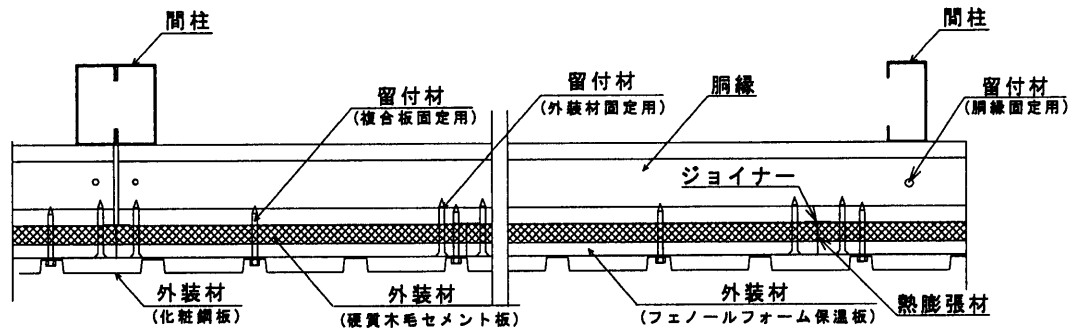 間柱
間柱
留付材
(複合板固定用)
留付材
(外装材固定用)
胴縁
留付材
(胴縁固定用)
ジョイナー
外装材
(化粧鋼板)
外装材
(硬質木毛セメント板)
外装材
(フェノールフォーム保温板)
熱膨張材